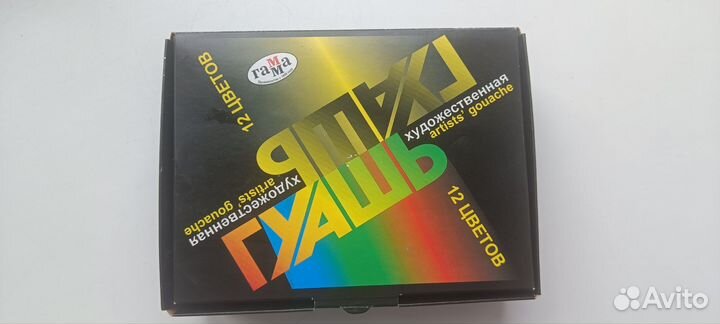 гамма
12 ЦВЕТОВ
ГУАШЬ
художественная
artists' gouache
художественная
artists' gouache
ГУАШЬ
12 ЦВЕТОВ
Avito